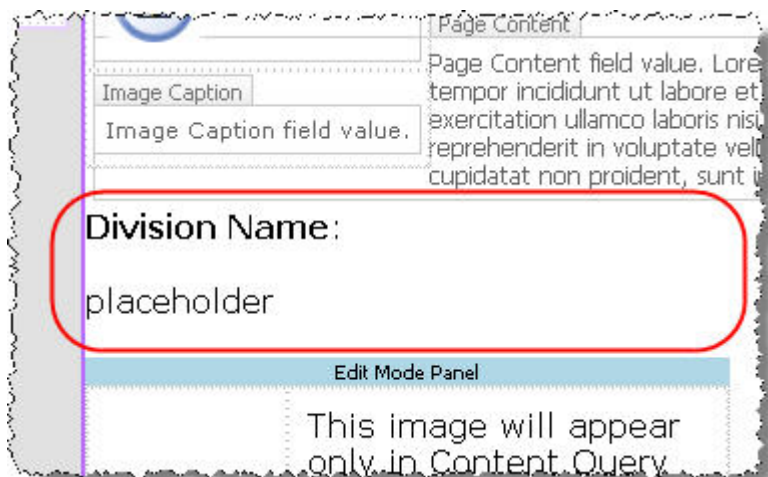 Page Content
Page Content field value. Lore
tempor incididunt ut labore et
exercitation ullamco laboris nisi
reprehenderit in voluptate veli
cupidatat non proident, sunt i
Image Caption
Image Caption field value.
Division Name:
placeholder
Edit Mode Panel
This image will appear
only in Content Query